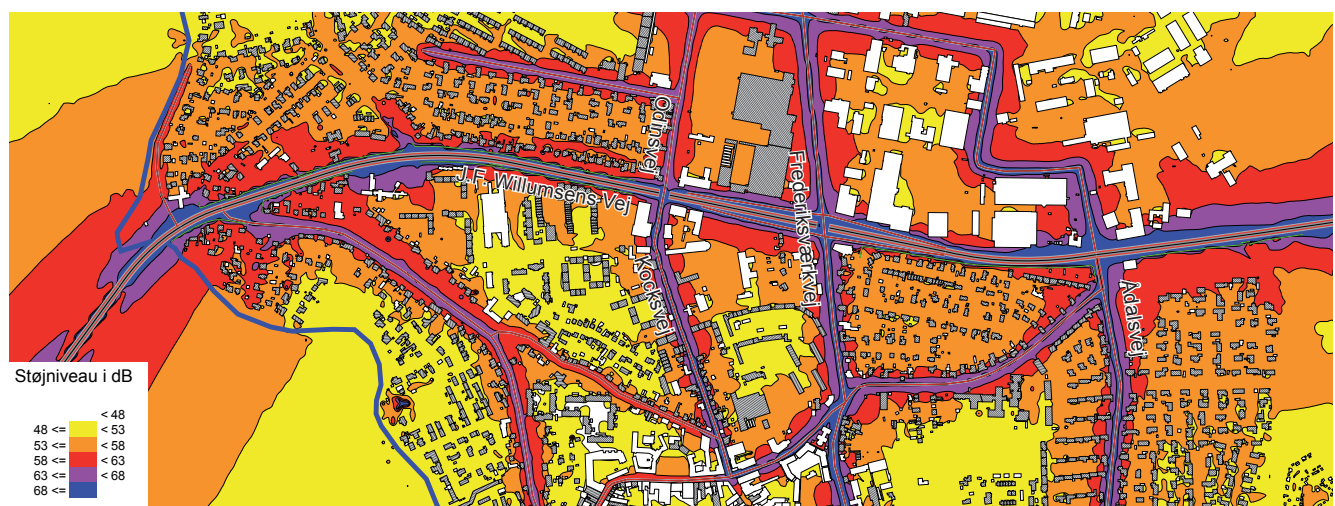 Odinsvej
Frederiksværkvej
J.F. Willumsens Vej
Kocksvej
Ådalsvej
Støjniveau i dB
< 48
48 <= < 53
53 <= < 58
58 <= < 63
63 <= < 68
68 <=